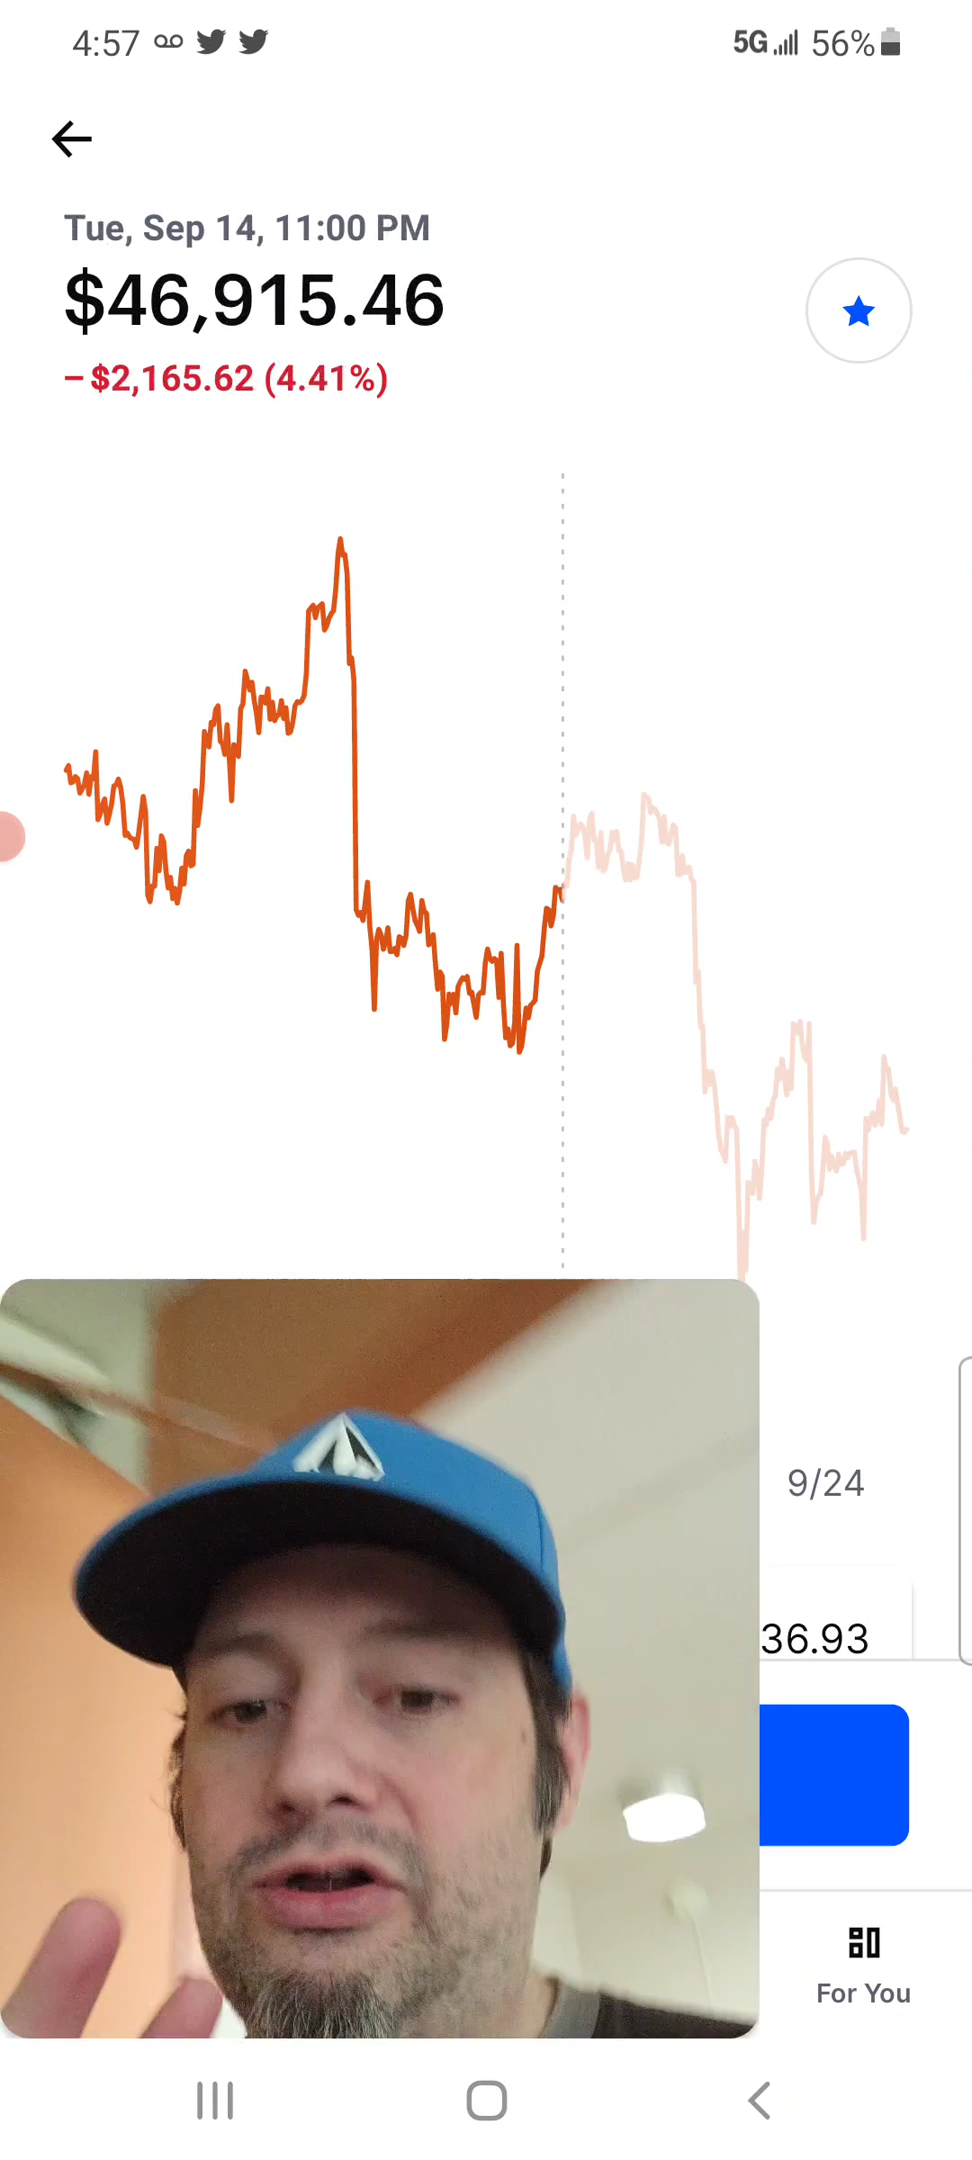 4:57 5G 56%
Tue, Sep 14, 11:00 PM
$46,915.46
−$2,165.62 (4.41%)
9/24
36.93
For You